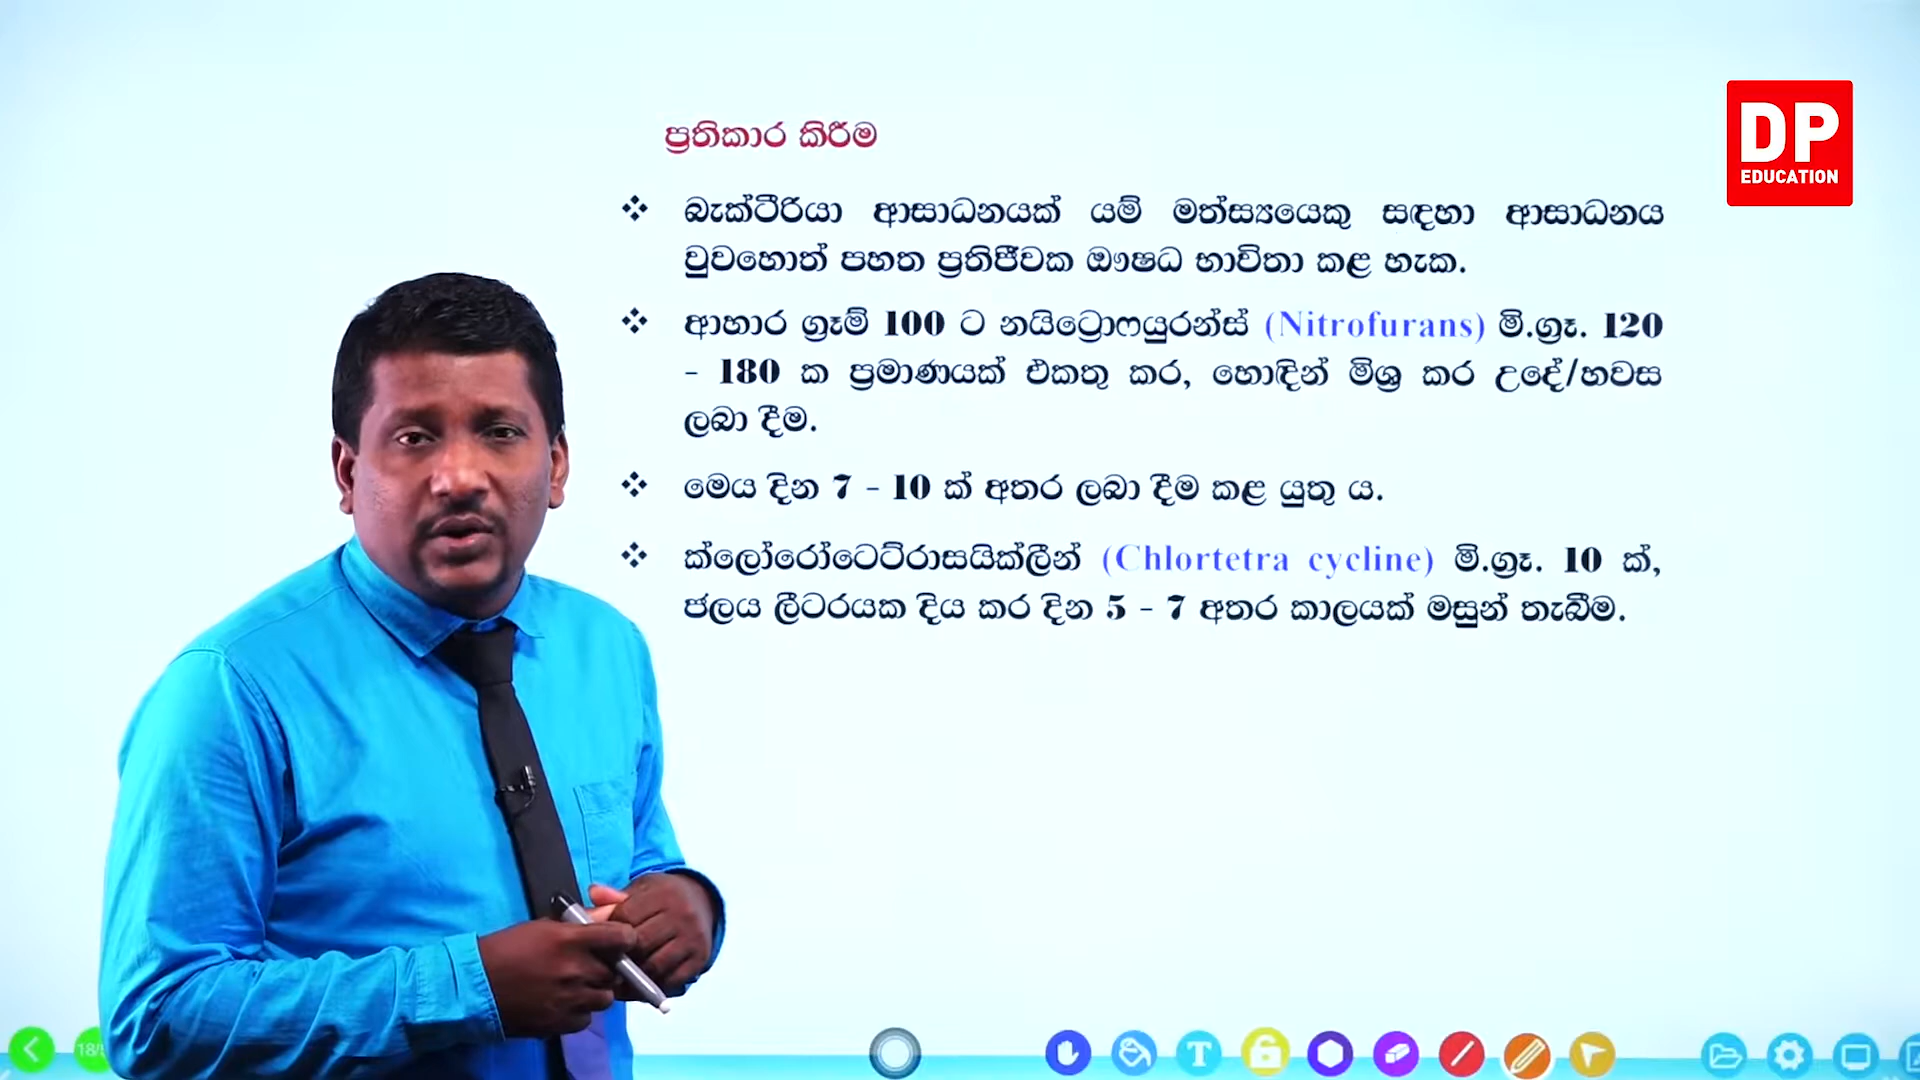 DP
EDUCATION
ප්‍රතිකාර කිරීම
❖ බැක්ටීරියා ආසාධනයක් යම් මත්ස්‍යයෙකු සඳහා ආසාධනය
වුවහොත් පහත ප්‍රතිජීවක ඖෂධ භාවිතා කළ හැක.
❖ ආහාර ග්‍රෑම් 100 ට නයිට්‍රොෆයුරන්ස් (Nitrofurans) මි.ග්‍රෑ. 120
- 180 ක ප්‍රමාණයක් එකතු කර, හොඳින් මිශ්‍ර කර උදේ/හවස
ලබා දීම.
❖ මෙය දින 7 - 10 ක් අතර ලබා දීම කළ යුතු ය.
❖ ක්ලෝරෝටෙට්රාසයික්ලීන් (Chlortetra cycline) මි.ග්‍රෑ. 10 ක්,
ජලය ලීටරයක දිය කර දින 5 - 7 අතර කාලයක් මසුන් තැබීම.
T